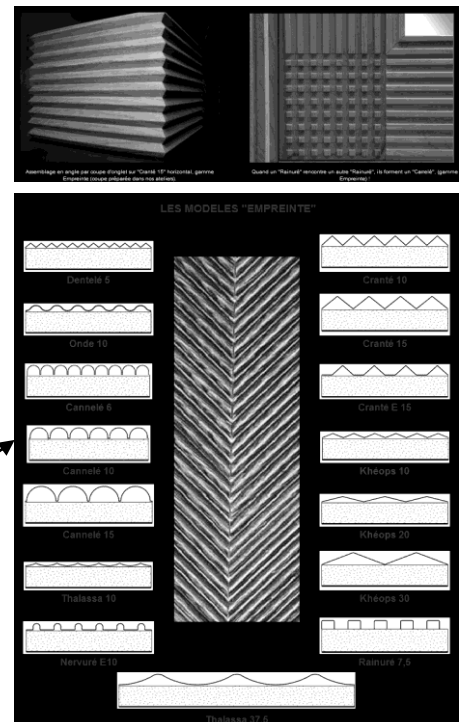 Assemblage en angle par coupe d'onglet sur "Cranté 15" horizontal, gamme
Empreinte (coupe préparée dans nos ateliers).
Quand un "Rainuré" rencontre un autre "Rainuré", ils forment un "Carrelé", (gamme
Empreinte) !
LES MODELES "EMPREINTE"
Dentelé 5
Cranté 10
Onde 10
Cranté 15
Cannelé 6
Cranté E 15
Cannelé 10
Khéops 10
Cannelé 15
Khéops 20
Thalassa 10
Khéops 30
Nervuré E10
Rainuré 7,5
Thalassa 37,5